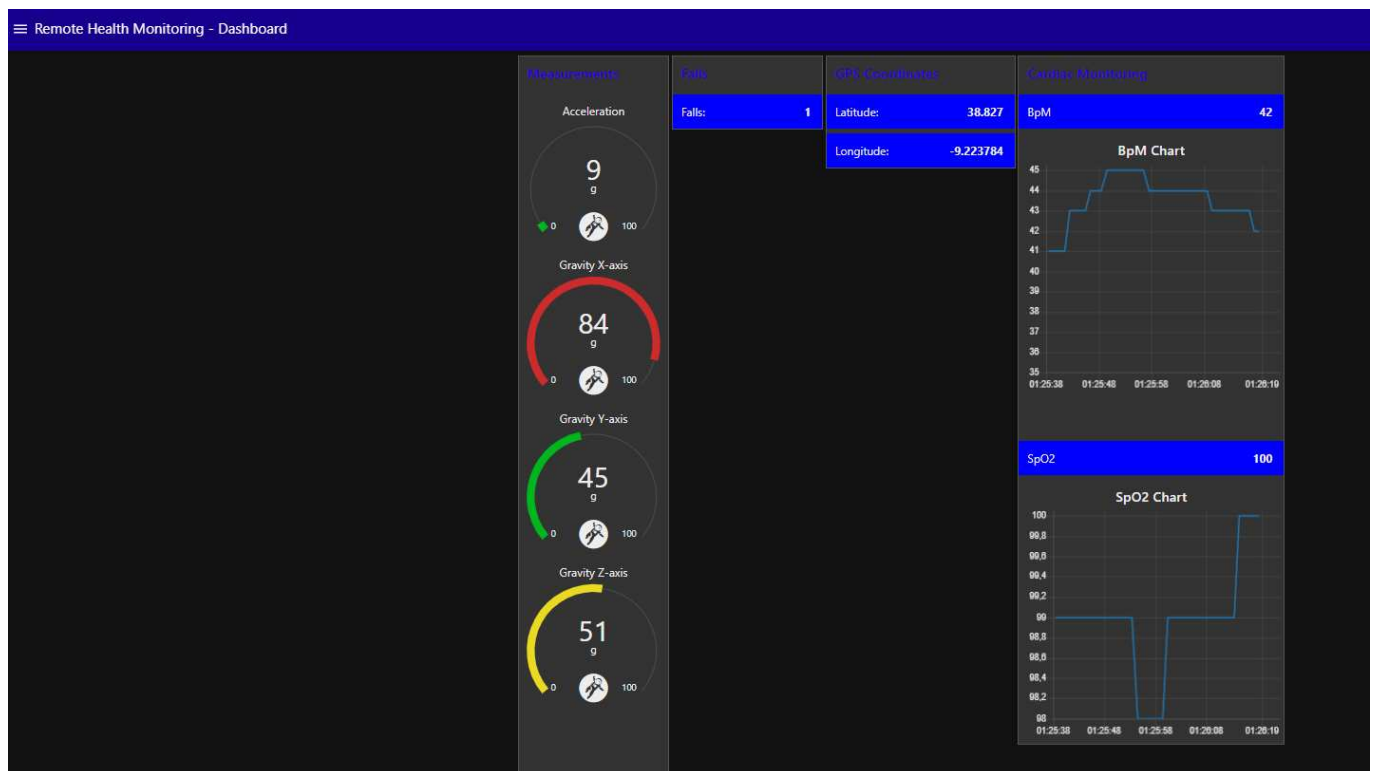 Remote Health Monitoring - Dashboard
Measurements
Acceleration
9
g
0
100
Gravity X-axis
84
g
0
100
Gravity Y-axis
45
g
0
100
Gravity Z-axis
51
g
0
100
Falls
Falls: 1
GPS Coordinates
Latitude: 38.827
Longitude: -9.223784
Cardiac Monitoring
BpM 42
BpM Chart
45
44
43
42
41
40
39
38
37
36
35
01:25:38 01:25:48 01:25:58 01:26:08 01:26:19
SpO2 100
SpO2 Chart
100
99,8
99,6
99,4
99,2
99
98,8
98,6
98,4
98,2
98
01:25:38 01:25:48 01:25:58 01:26:08 01:26:19